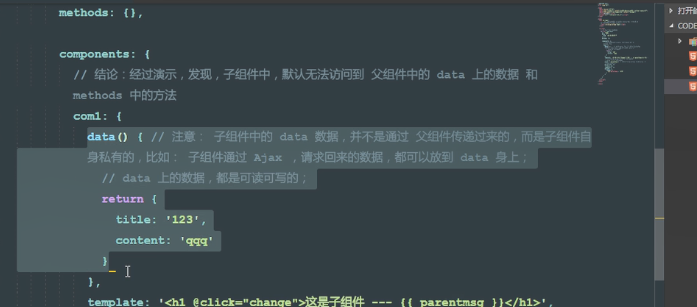 methods: {},
components: {
// 结论：经过演示，发现，子组件中，默认无法访问到 父组件中的 data 上的数据 和
methods 中的方法
com1: {
data() { // 注意： 子组件中的 data 数据，并不是通过 父组件传递过来的，而是子组件自
身私有的，比如： 子组件通过 Ajax ，请求回来的数据，都可以放到 data 身上；
// data 上的数据，都是可读可写的；
return {
title: '123',
content: 'qqq'
}
},
template: '<h1 @click="change">这是子组件 --- {{ parentmsg }}</h1>',
打开的
CODE